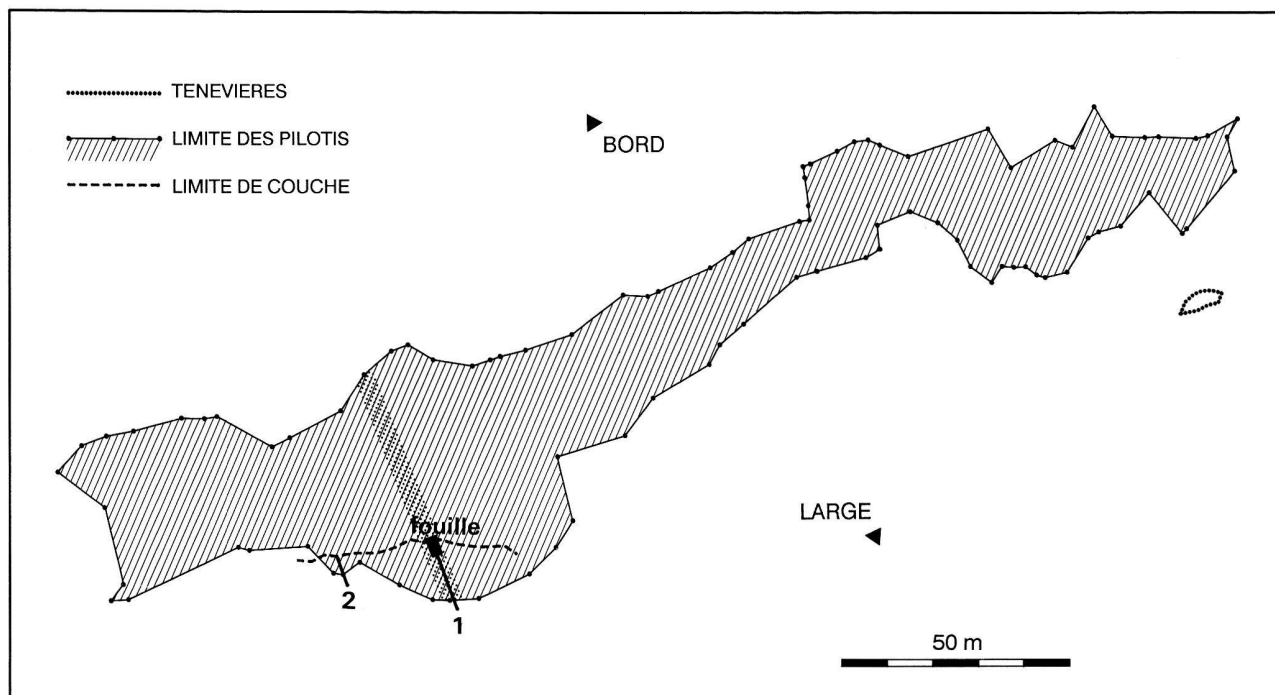 TENEVIERES
LIMITE DES PILOTIS
LIMITE DE COUCHE
BORD
LARGE
fouille
2
1
50 m